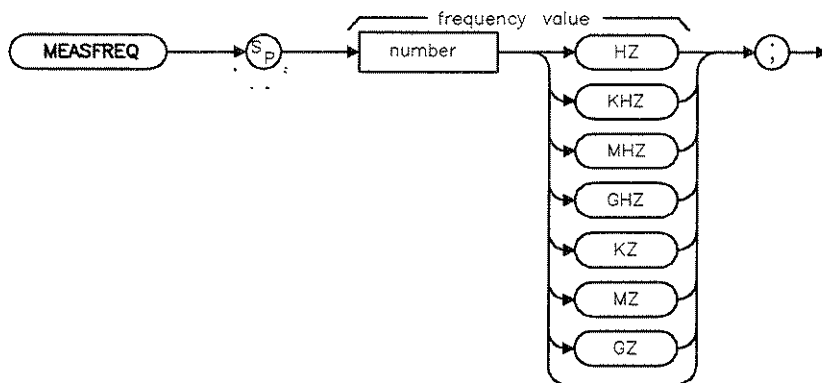 frequency value
MEASFREQ SP number HZ ;
KHZ
MHZ
GHZ
KZ
MZ
GZ